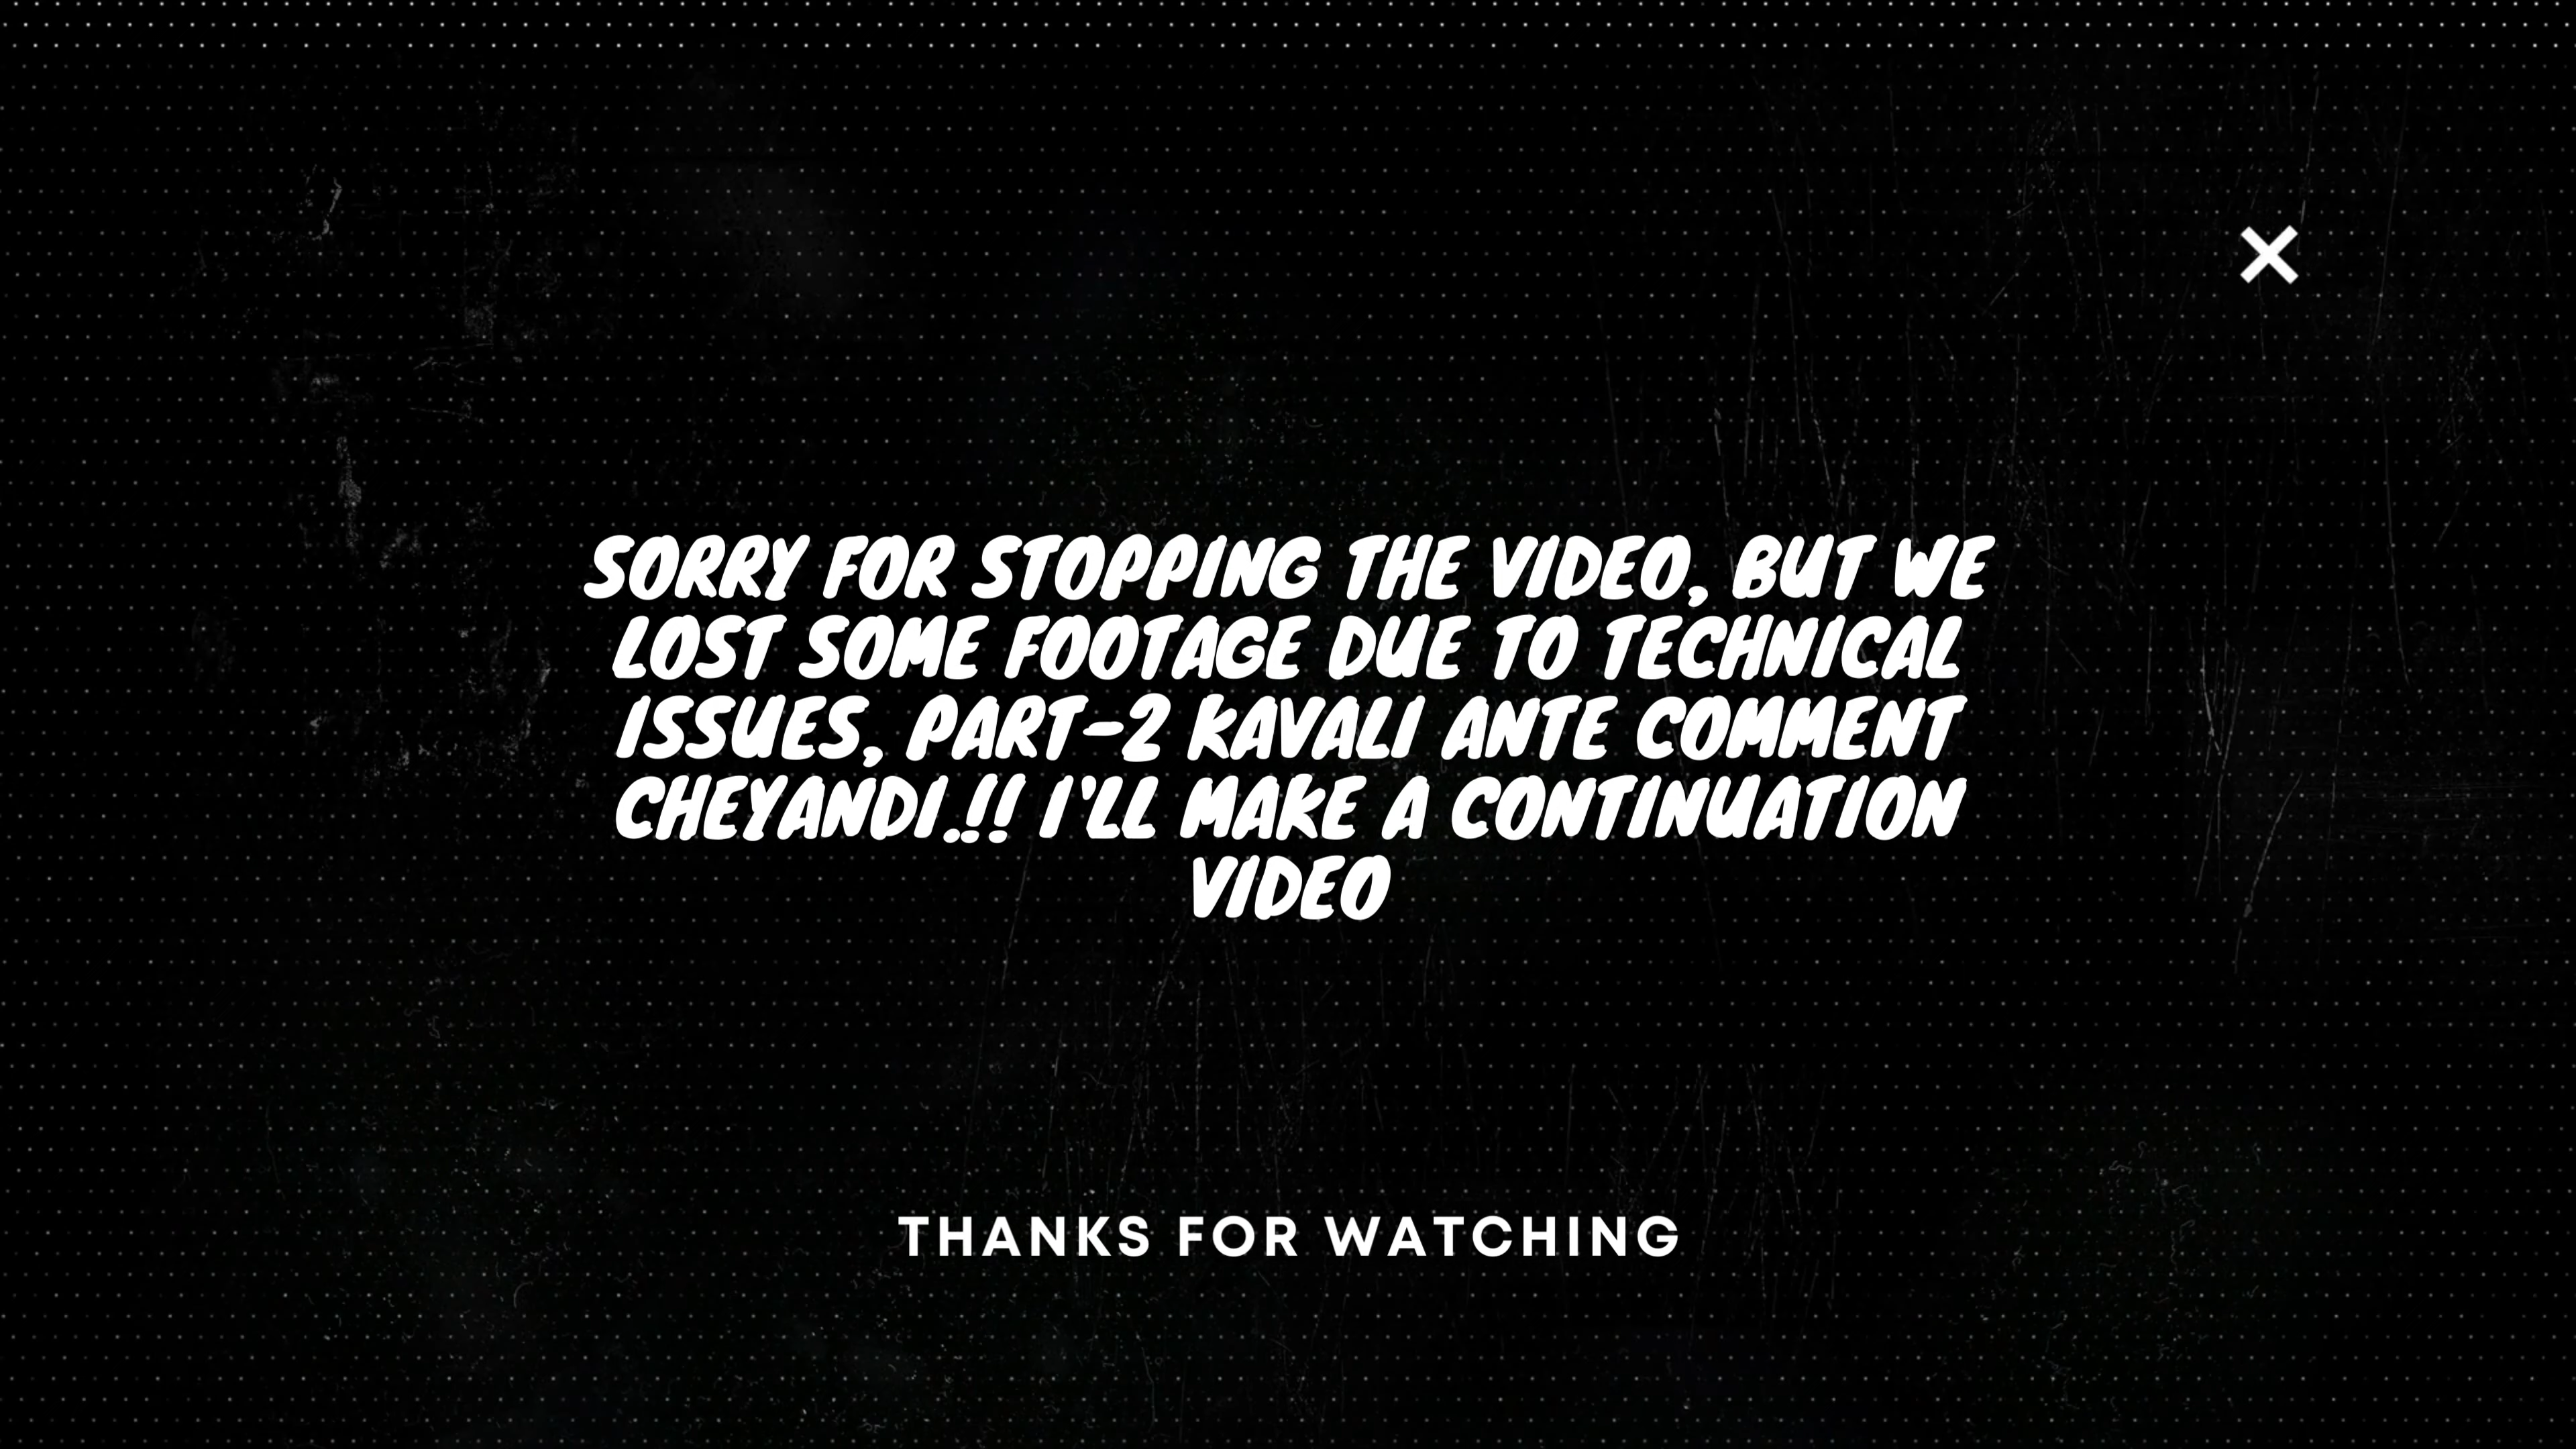 SORRY FOR STOPPING THE VIDEO, BUT WE
LOST SOME FOOTAGE DUE TO TECHNICAL
ISSUES, PART-2 KAVALI ANTE COMMENT
CHEYANDI.!! I'LL MAKE A CONTINUATION
VIDEO
THANKS FOR WATCHING